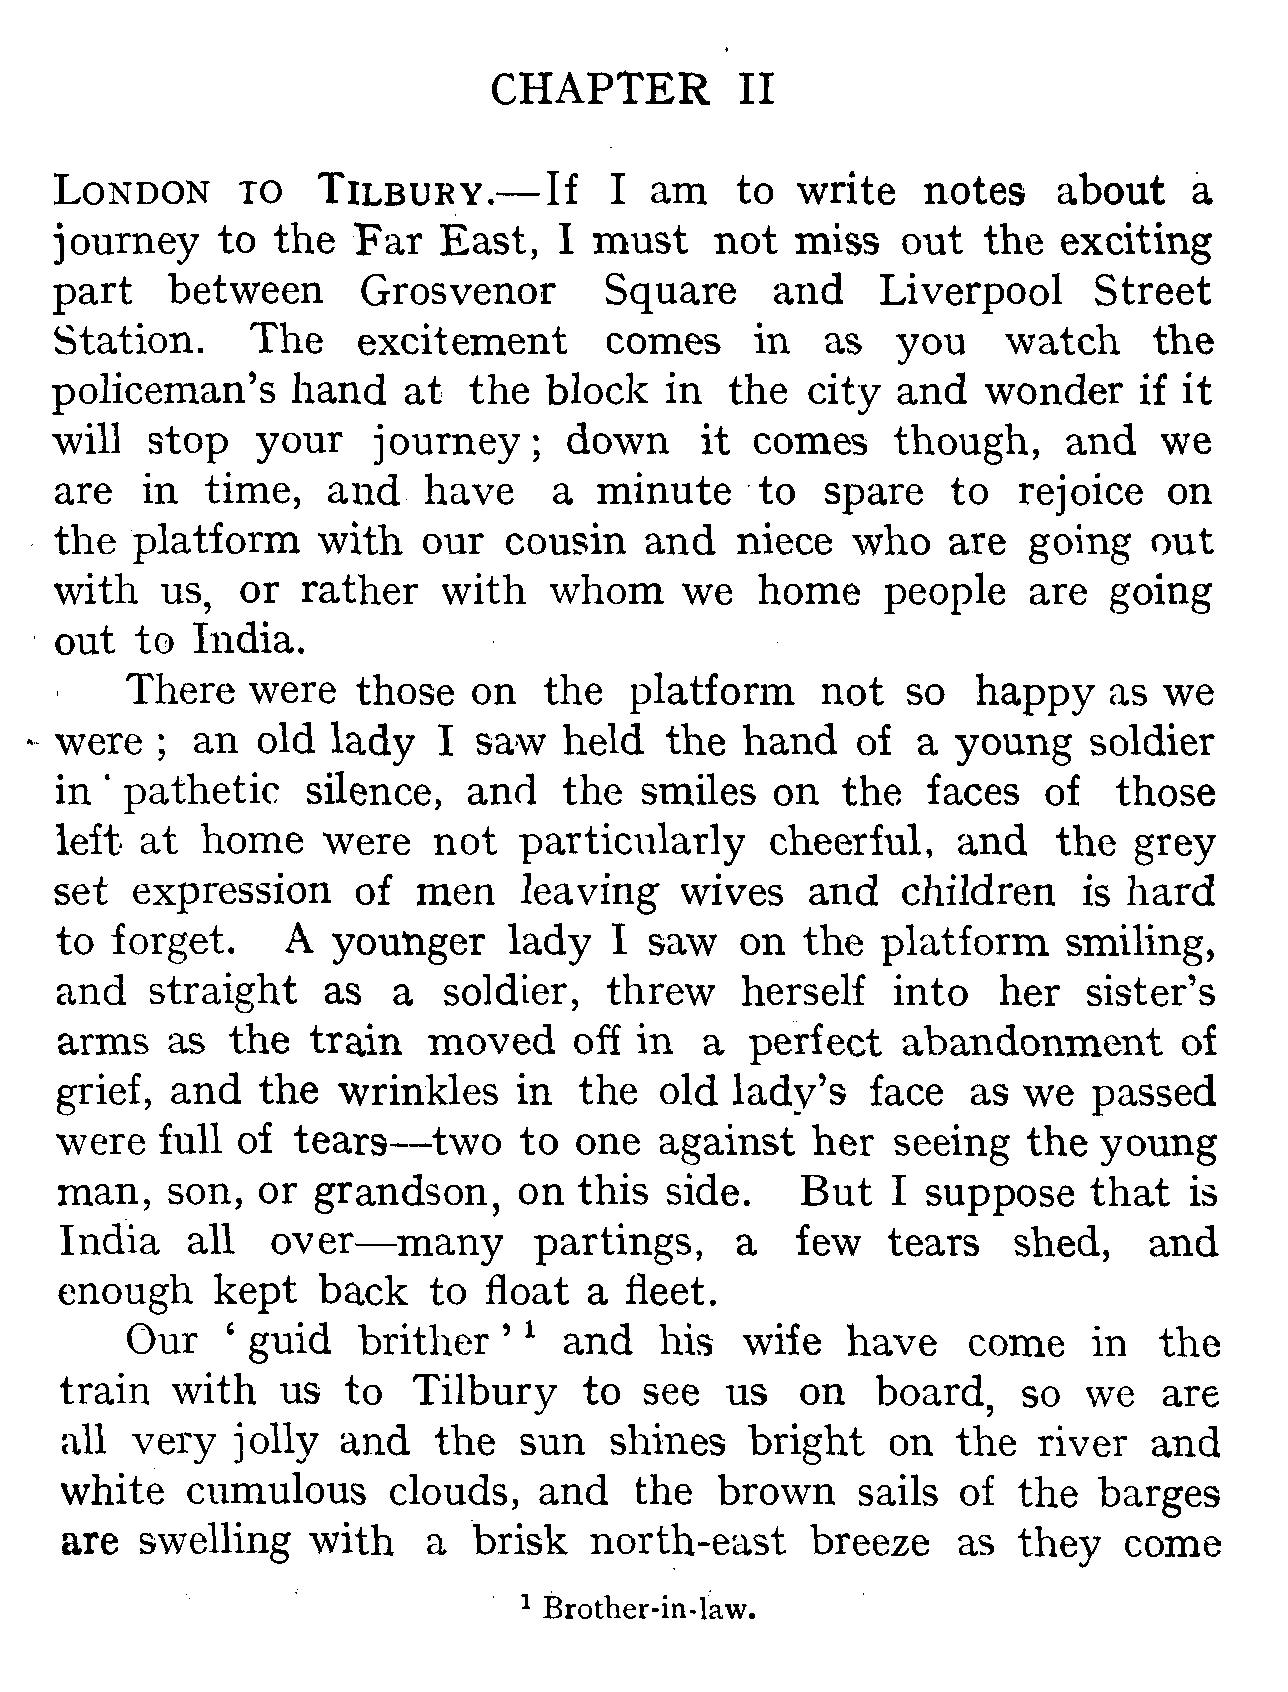 CHAPTER II
LONDON TO TILBURY.—If I am to write notes about a
journey to the Far East, I must not miss out the exciting
part between Grosvenor Square and Liverpool Street
Station. The excitement comes in as you watch the
policeman's hand at the block in the city and wonder if it
will stop your journey ; down it comes though, and we
are in time, and have a minute to spare to rejoice on
the platform with our cousin and niece who are going out
with us, or rather with whom we home people are going
out to India.
There were those on the platform not so happy as we
were ; an old lady I saw held the hand of a young soldier
in pathetic silence, and the smiles on the faces of those
left at home were not particularly cheerful, and the grey
set expression of men leaving wives and children is hard
to forget. A younger lady I saw on the platform smiling,
and straight as a soldier, threw herself into her sister's
arms as the train moved off in a perfect abandonment of
grief, and the wrinkles in the old lady's face as we passed
were full of tears—two to one against her seeing the young
man, son, or grandson, on this side. But I suppose that is
India all over—many partings, a few tears shed, and
enough kept back to float a fleet.
Our ‘ guid brither ’ ¹ and his wife have come in the
train with us to Tilbury to see us on board, so we are
all very jolly and the sun shines bright on the river and
white cumulous clouds, and the brown sails of the barges
are swelling with a brisk north-east breeze as they come
¹ Brother-in-law.